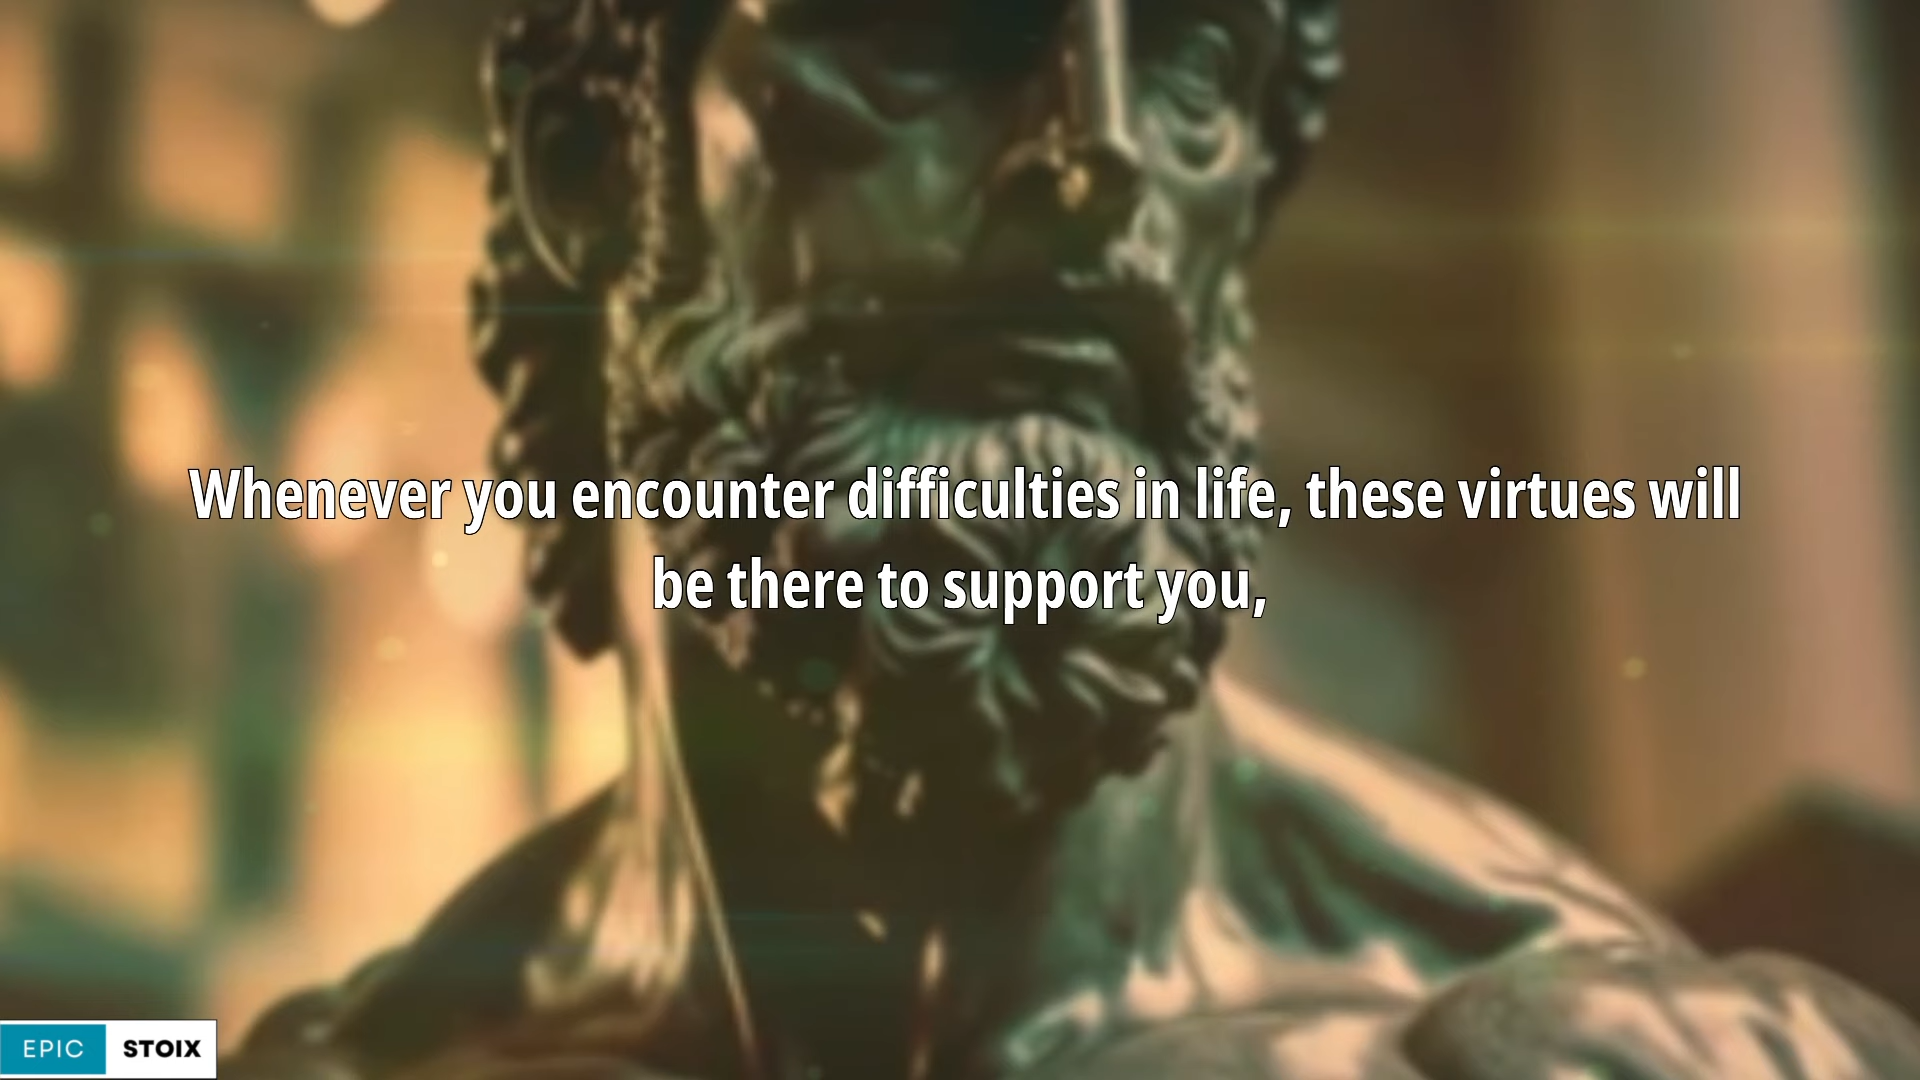 Whenever you encounter difficulties in life, these virtues will
be there to support you,
EPIC STOIX